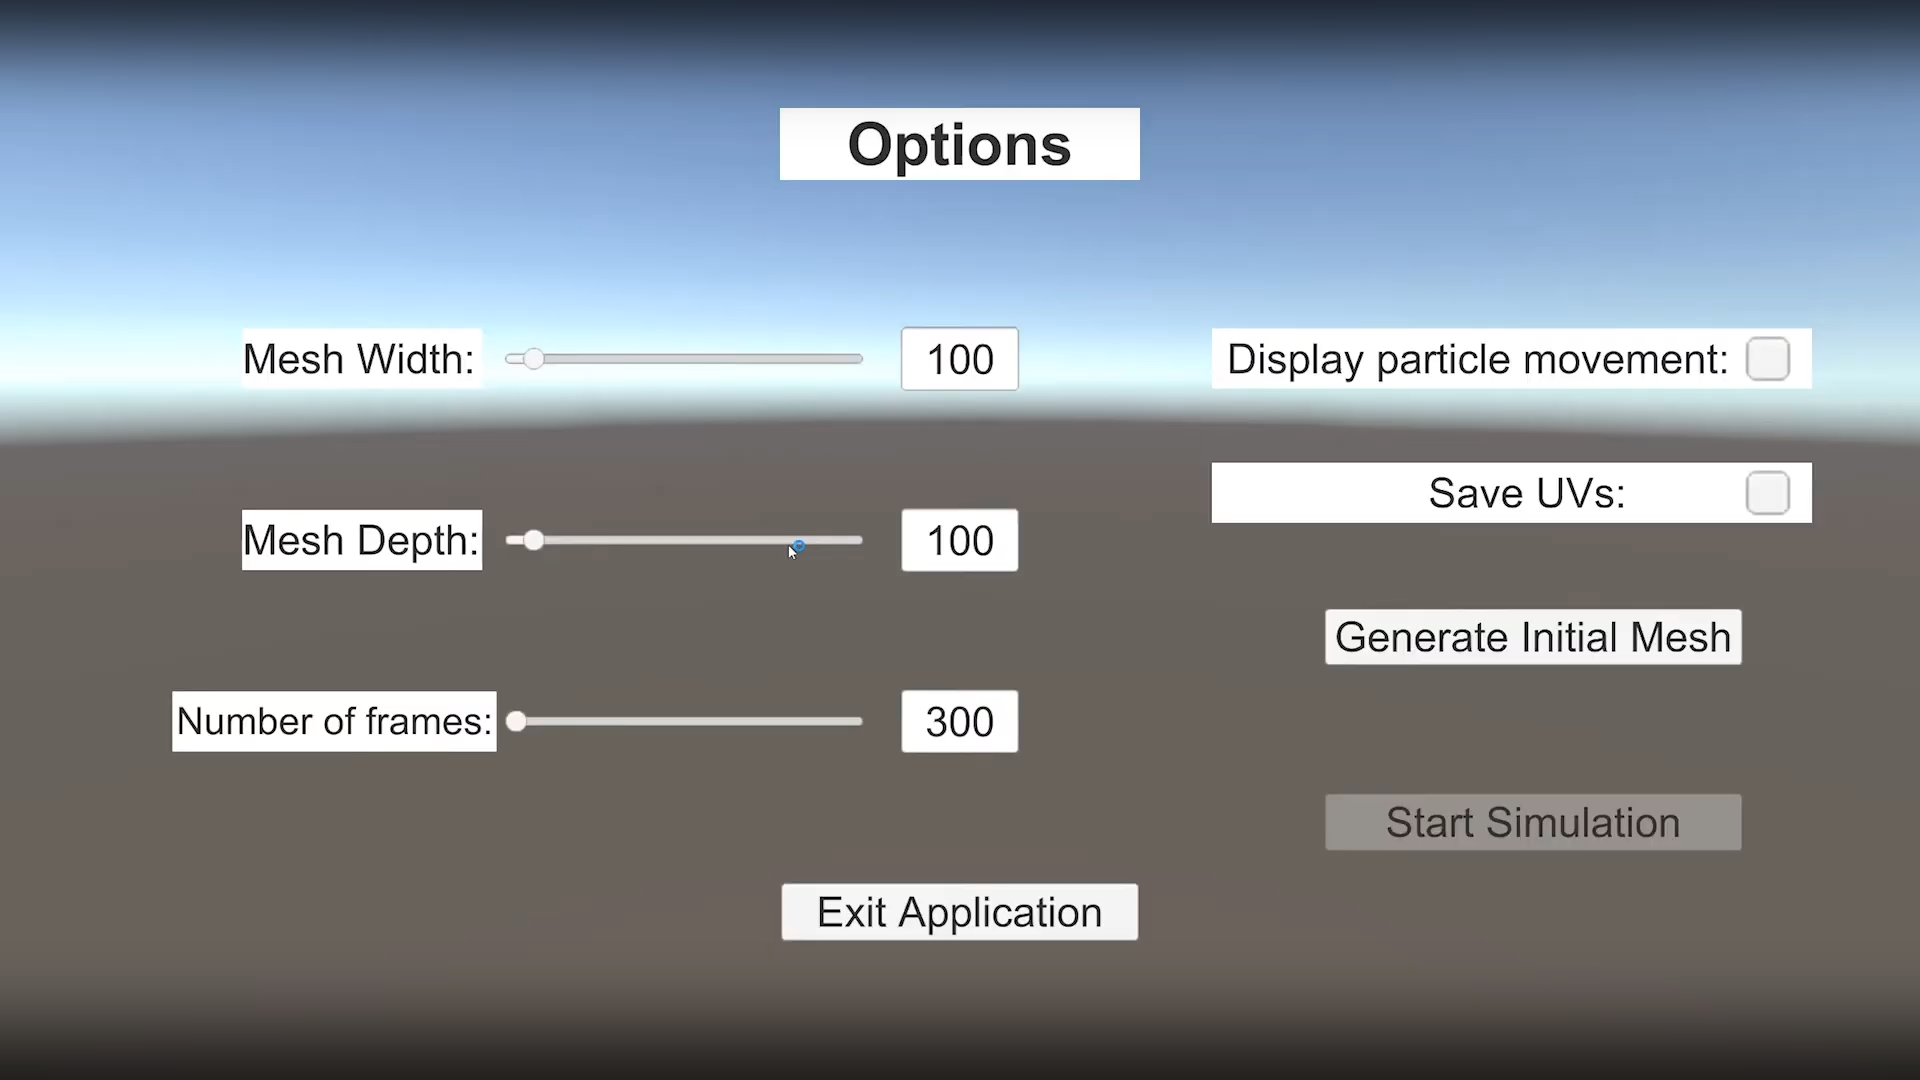 Options
Mesh Width:
100
Display particle movement:
Save UVs:
Mesh Depth:
100
Generate Initial Mesh
Number of frames:
300
Start Simulation
Exit Application